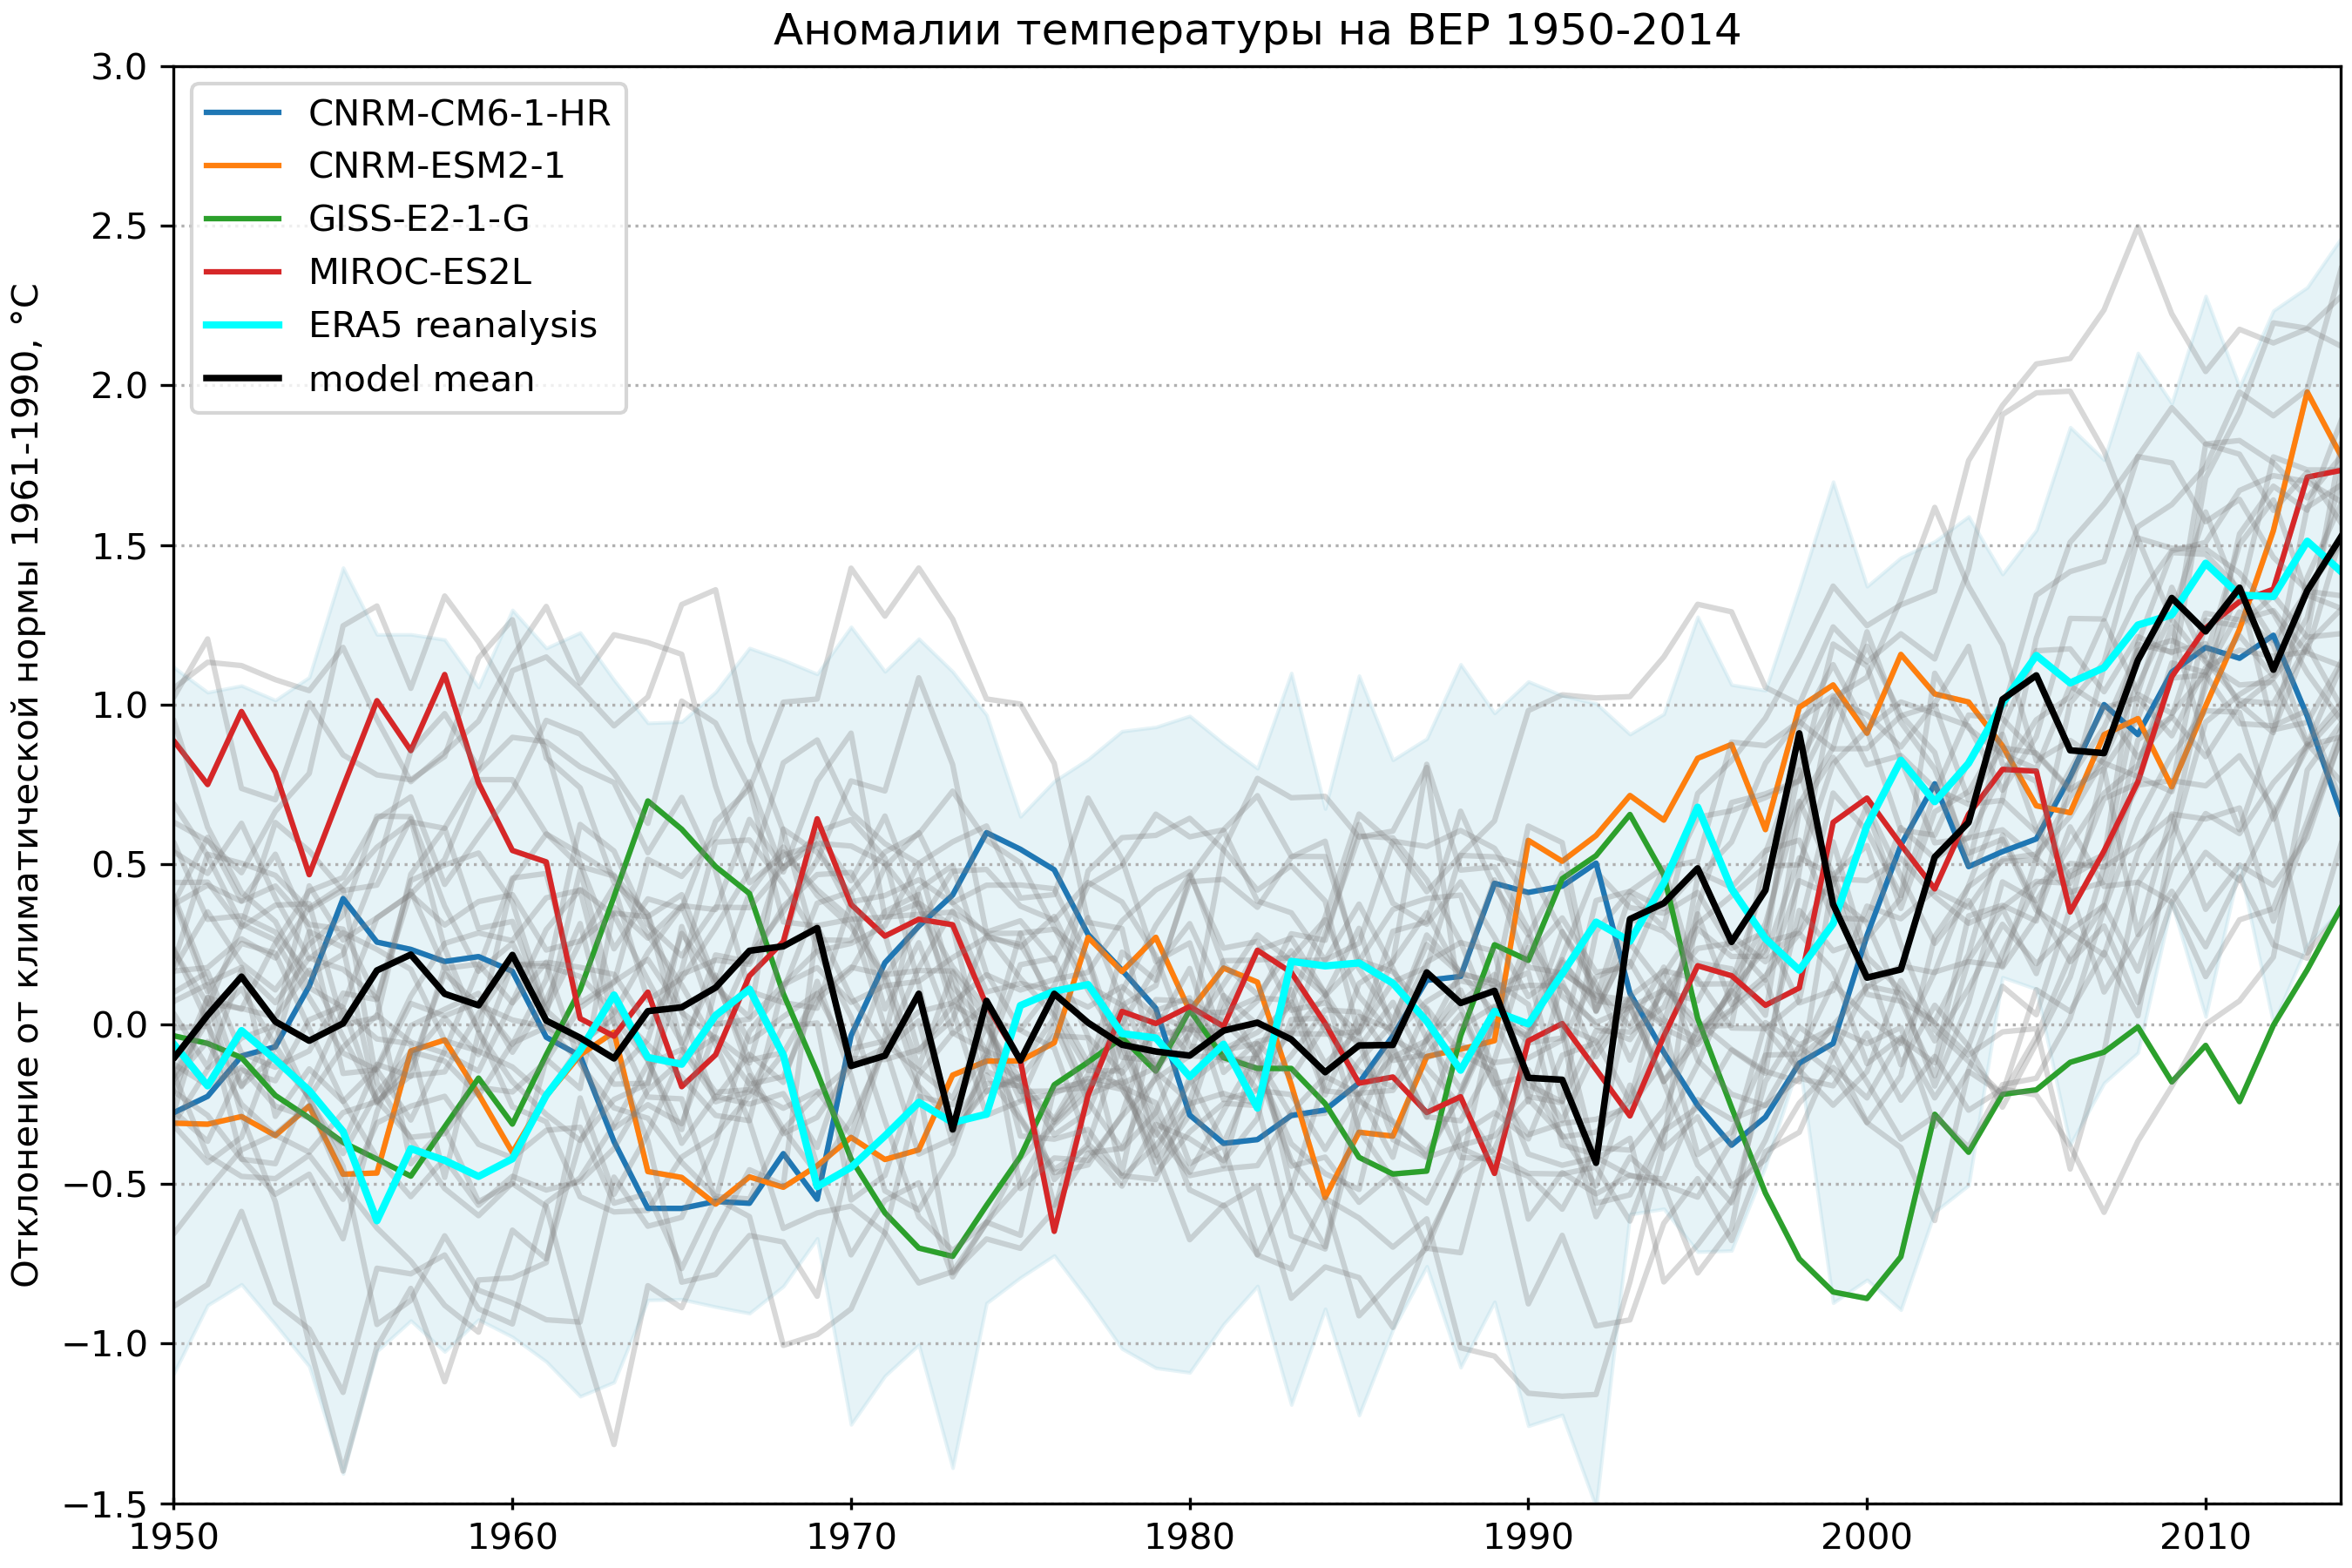 Аномалии температуры на ВЕР 1950-2014
Отклонение от климатической нормы 1961-1990, °C
3.0
2.5
2.0
1.5
1.0
0.5
0.0
−0.5
−1.0
−1.5
CNRM-CM6-1-HR
CNRM-ESM2-1
GISS-E2-1-G
MIROC-ES2L
ERA5 reanalysis
model mean
1950 1960 1970 1980 1990 2000 2010